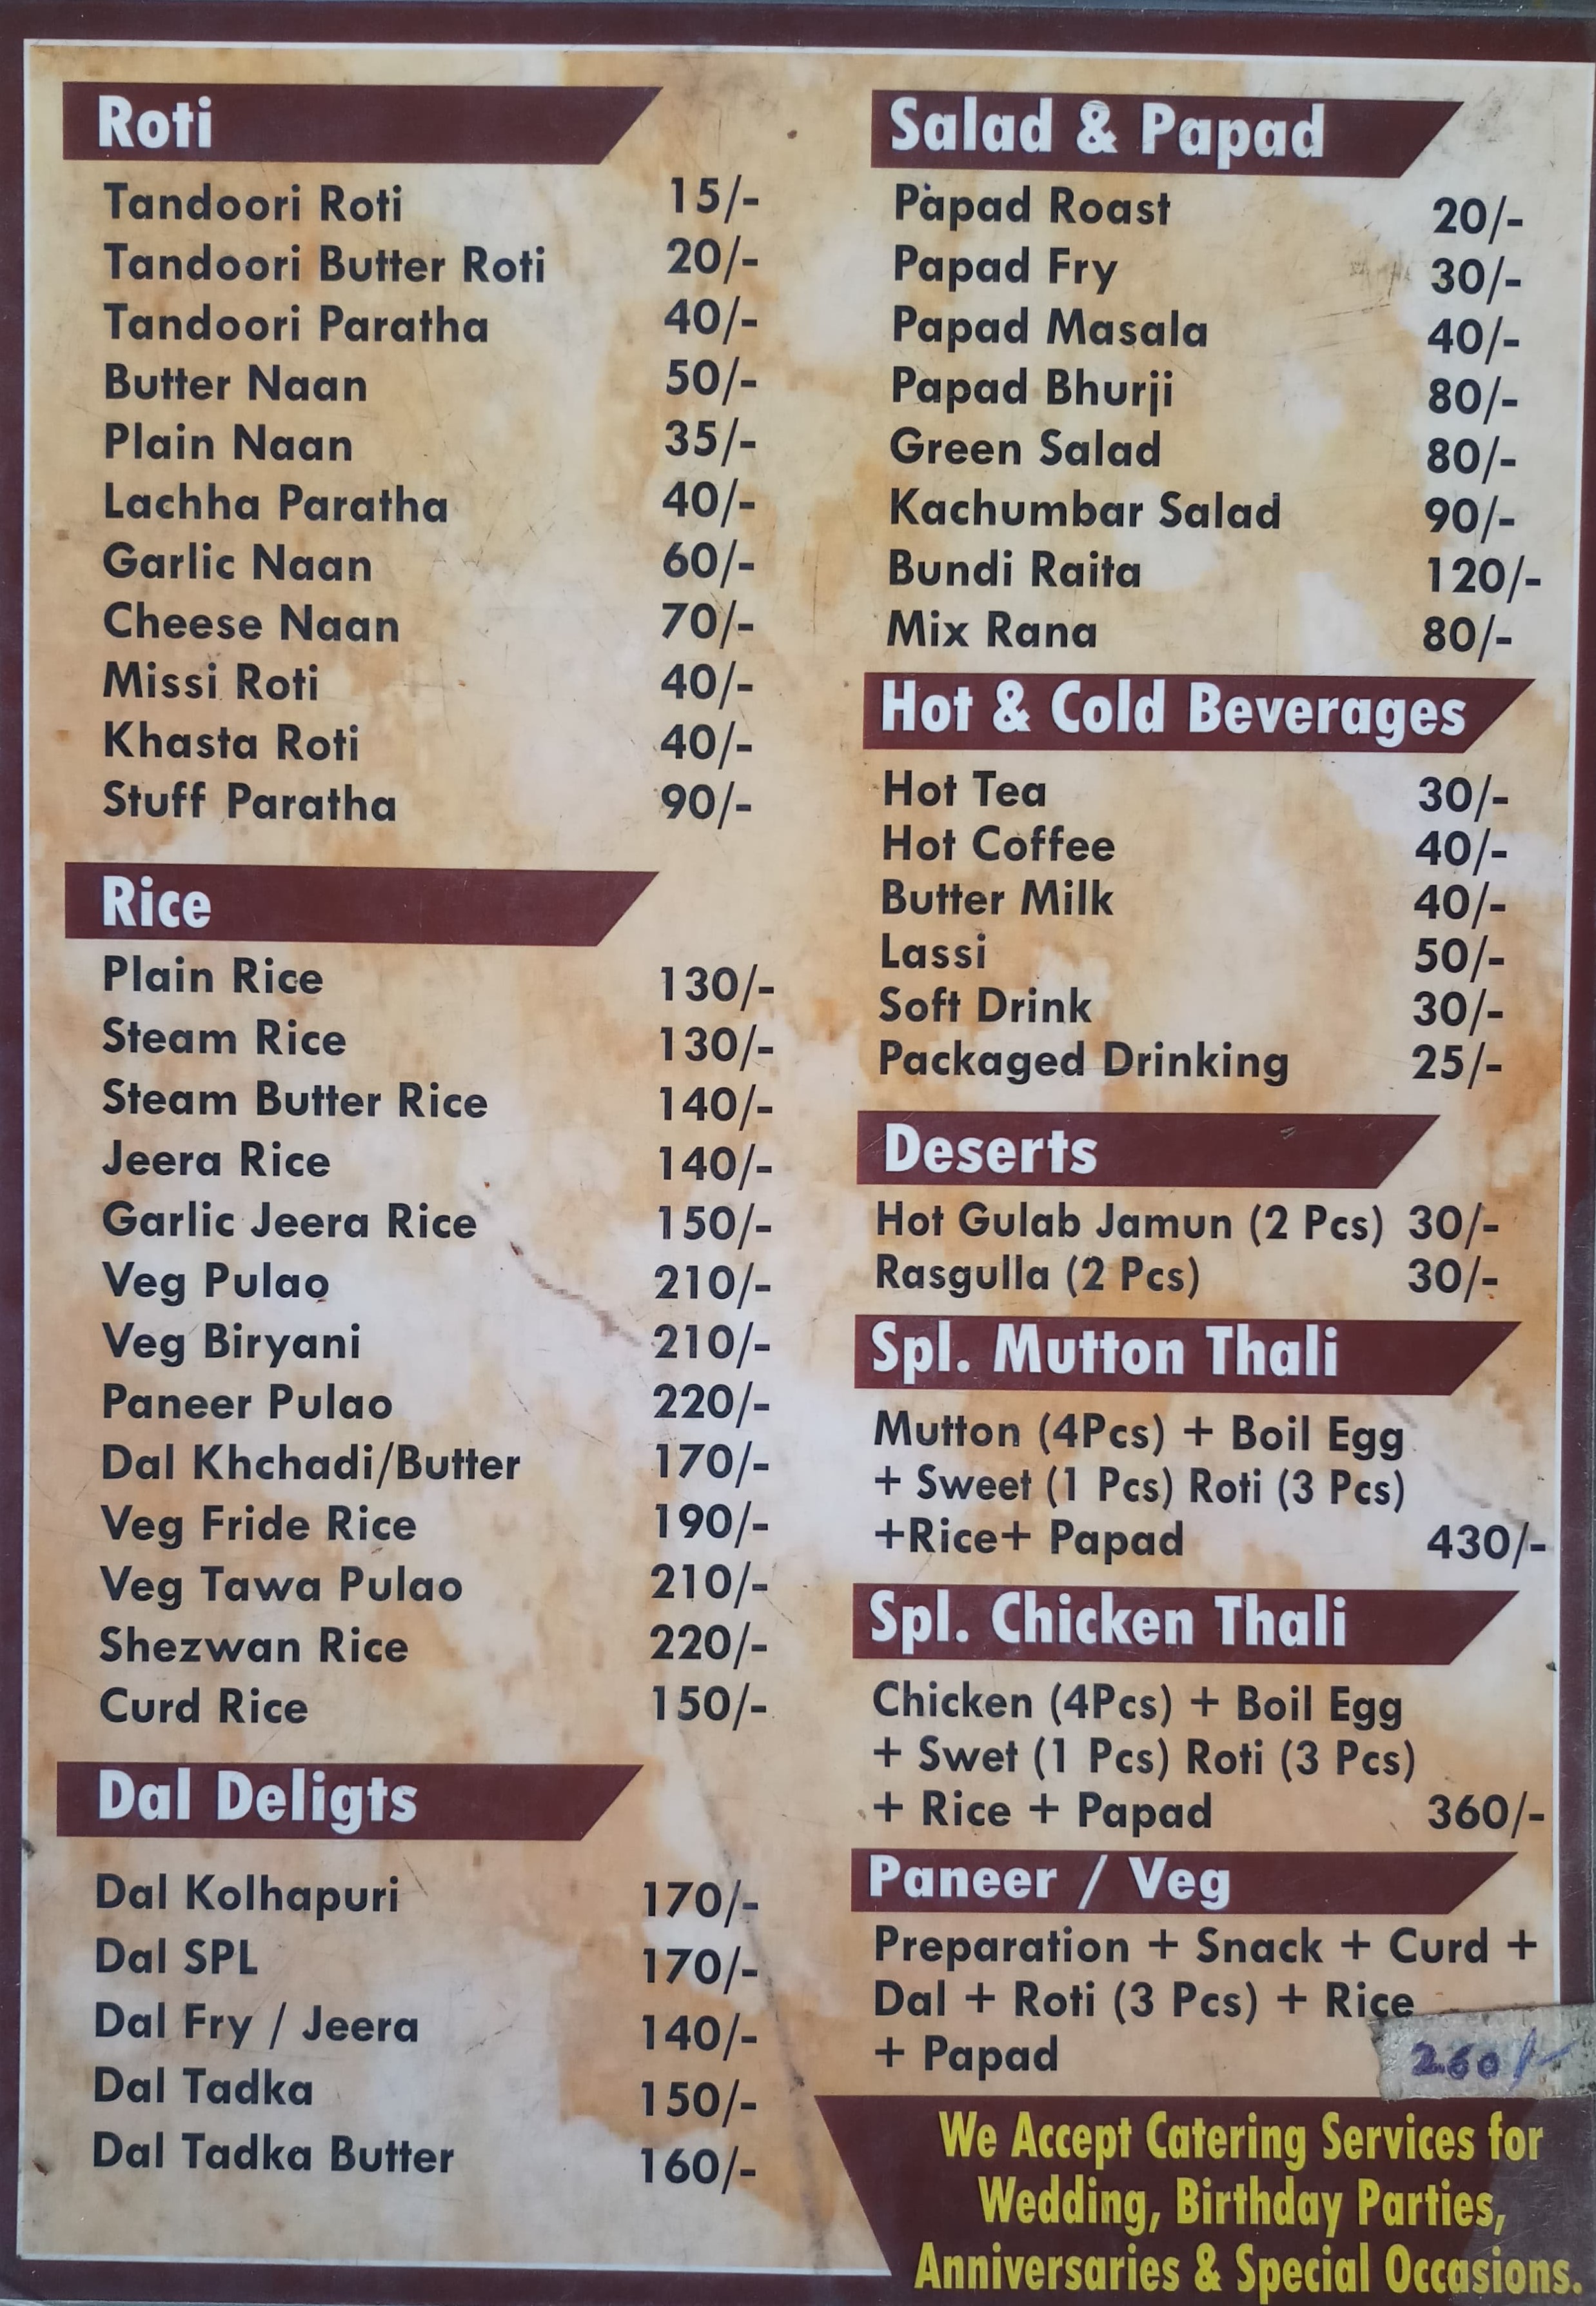 Roti
Tandoori Roti 15/-
Tandoori Butter Roti 20/-
Tandoori Paratha 40/-
Butter Naan 50/-
Plain Naan 35/-
Lachha Paratha 40/-
Garlic Naan 60/-
Cheese Naan 70/-
Missi Roti 40/-
Khasta Roti 40/-
Stuff Paratha 90/-
Rice
Plain Rice 130/-
Steam Rice 130/-
Steam Butter Rice 140/-
Jeera Rice 140/-
Garlic Jeera Rice 150/-
Veg Pulao 210/-
Veg Biryani 210/-
Paneer Pulao 220/-
Dal Khchadi/Butter 170/-
Veg Fride Rice 190/-
Veg Tawa Pulao 210/-
Shezwan Rice 220/-
Curd Rice 150/-
Dal Deligts
Dal Kolhapuri 170/-
Dal SPL 170/-
Dal Fry / Jeera 140/-
Dal Tadka 150/-
Dal Tadka Butter 160/-
Salad & Papad
Papad Roast 20/-
Papad Fry 30/-
Papad Masala 40/-
Papad Bhurji 80/-
Green Salad 80/-
Kachumbar Salad 90/-
Bundi Raita 120/-
Mix Rana 80/-
Hot & Cold Beverages
Hot Tea 30/-
Hot Coffee 40/-
Butter Milk 40/-
Lassi 50/-
Soft Drink 30/-
Packaged Drinking 25/-
Deserts
Hot Gulab Jamun (2 Pcs) 30/-
Rasgulla (2 Pcs) 30/-
Spl. Mutton Thali
Mutton (4Pcs) + Boil Egg
+ Sweet (1 Pcs) Roti (3 Pcs)
+Rice+ Papad 430/-
Spl. Chicken Thali
Chicken (4Pcs) + Boil Egg
+ Swet (1 Pcs) Roti (3 Pcs)
+ Rice + Papad 360/-
Paneer / Veg
Preparation + Snack + Curd +
Dal + Roti (3 Pcs) + Rice
+ Papad 260/-
We Accept Catering Services for
Wedding, Birthday Parties,
Anniversaries & Special Occasions.